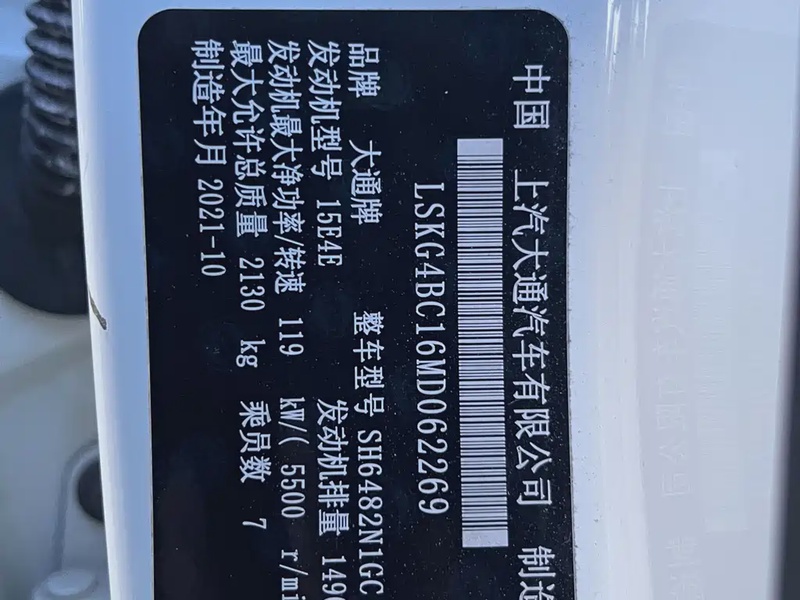 中国 上汽大通汽车有限公司 制造
LSKG4BC16MD062269
品牌 大通牌 整车型号 SH6482N1GC
发动机型号 15E4E 发动机排量 149
发动机最大净功率/转速 119 kW/( 5500 r/mi
最大允许总质量 2130 kg 乘员数 7
制造年月 2021-10